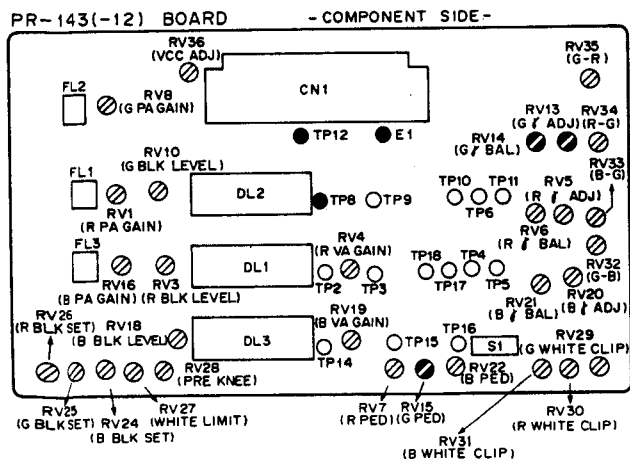 PR-143(-12) BOARD -COMPONENT SIDE-
RV36
(VCC ADJ)
RV35
(G-R)
FL2
RV8
(G PA GAIN)
CN1
RV13
(G γ ADJ)
RV34
(R-G)
RV14
(G γ BAL)
TP12
E1
RV33
(B-G)
RV10
(G BLK LEVEL)
FL1
RV1
(R PA GAIN)
DL2
TP8
TP9
TP10
TP6
TP11
RV5
(R γ ADJ)
RV6
(R γ BAL)
FL3
RV16
(B PA GAIN)
RV3
(R BLK LEVEL)
DL1
RV4
(R VA GAIN)
TP2
TP3
TP18
TP17
TP4
TP5
RV32
(G-B)
RV20
(B γ ADJ)
RV21
(B γ BAL)
RV26
(R BLK SET)
RV18
(B BLK LEVEL)
DL3
RV19
(B VA GAIN)
TP14
TP15
TP16
S1
RV29
(G WHITE CLIP)
RV28
(PRE KNEE)
RV22
(B PED)
RV25
(G BLK SET)
RV24
(B BLK SET)
RV27
(WHITE LIMIT)
RV7
(R PED)
RV15
(G PED)
RV31
(B WHITE CLIP)
RV30
(R WHITE CLIP)